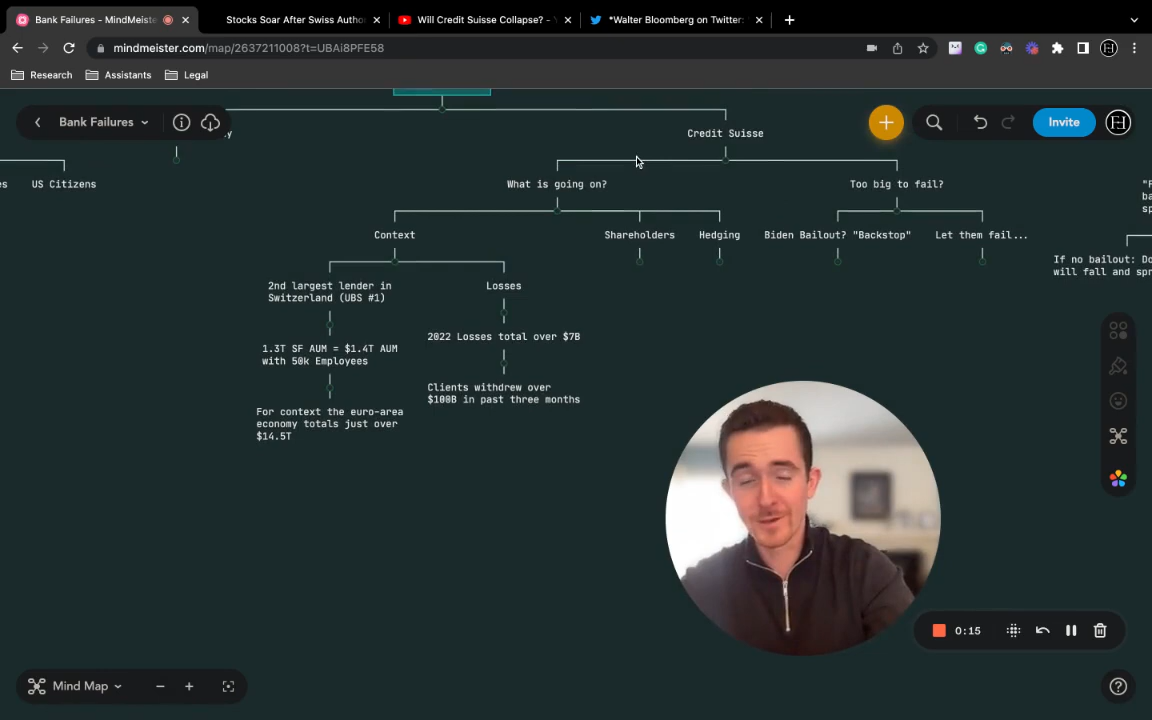 Bank Failures - MindMeister
Stocks Soar After Swiss Autho
Will Credit Suisse Collapse? -
*Walter Bloomberg on Twitter:
mindmeister.com/map/2637211008?t=UBAi8PFE58
Research
Assistants
Legal
Bank Failures
y
Invite
Credit Suisse
es
US Citizens
What is going on?
Too big to fail?
"F
ba
sp
Context
Shareholders
Hedging
Biden Bailout? "Backstop"
Let them fail...
If no bailout: Do
will fall and spr
2nd largest lender in
Switzerland (UBS #1)
Losses
1.3T SF AUM = $1.4T AUM
with 50k Employees
2022 Losses total over $7B
Clients withdrew over
$100B in past three months
For context the euro-area
economy totals just over
$14.5T
0:15
Mind Map